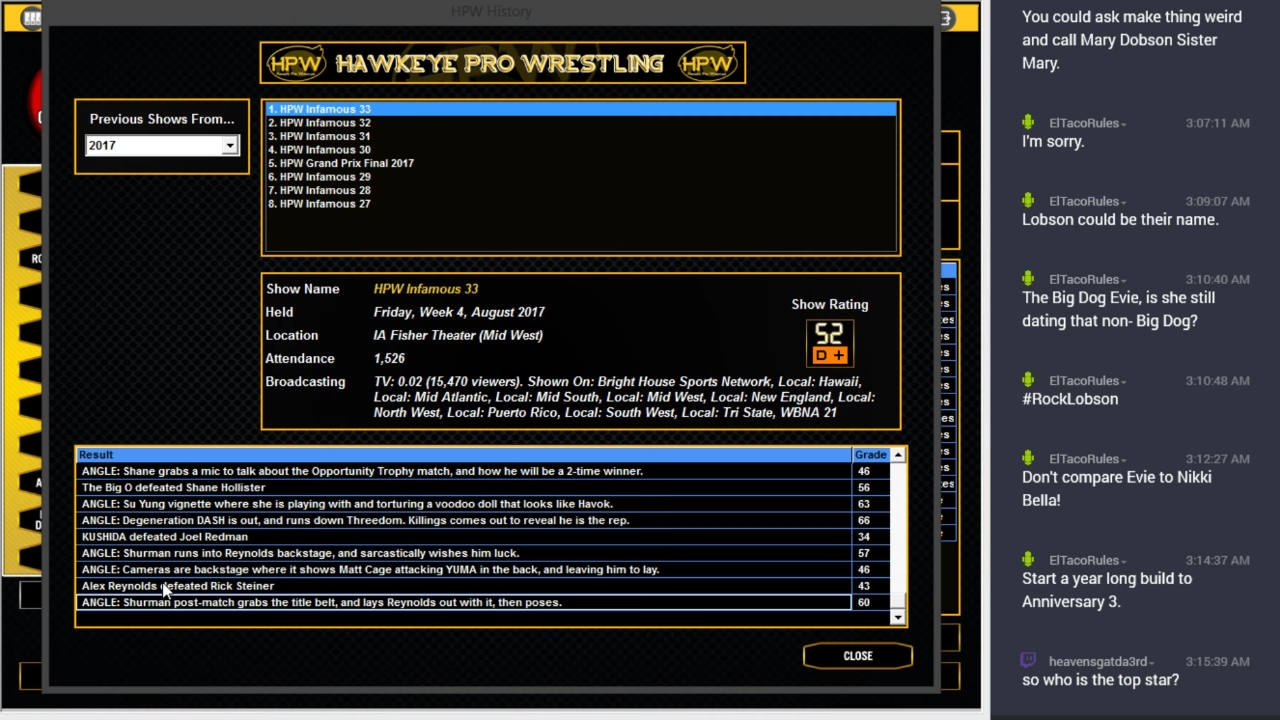 HPW History
HPW HAWKEYE PRO WRESTLING HPW
Previous Shows From...
2017
1. HPW Infamous 33
2. HPW Infamous 32
3. HPW Infamous 31
4. HPW Infamous 30
5. HPW Grand Prix Final 2017
6. HPW Infamous 29
7. HPW Infamous 28
8. HPW Infamous 27
Show Name HPW Infamous 33
Held Friday, Week 4, August 2017
Location IA Fisher Theater (Mid West)
Attendance 1,526
Broadcasting TV: 0.02 (15,470 viewers). Shown On: Bright House Sports Network, Local: Hawaii,
Local: Mid Atlantic, Local: Mid South, Local: Mid West, Local: New England, Local:
North West, Local: Puerto Rico, Local: South West, Local: Tri State, WBNA 21
Show Rating
52
D +
Result Grade
ANGLE: Shane grabs a mic to talk about the Opportunity Trophy match, and how he will be a 2-time winner. 46
The Big O defeated Shane Hollister 56
ANGLE: Su Yung vignette where she is playing with and torturing a voodoo doll that looks like Havok. 63
ANGLE: Degeneration DASH is out, and runs down Threedom. Killings comes out to reveal he is the rep. 66
KUSHIDA defeated Joel Redman 34
ANGLE: Shurman runs into Reynolds backstage, and sarcastically wishes him luck. 57
ANGLE: Cameras are backstage where it shows Matt Cage attacking YUMA in the back, and leaving him to lay. 46
Alex Reynolds defeated Rick Steiner 43
ANGLE: Shurman post-match grabs the title belt, and lays Reynolds out with it, then poses. 60
CLOSE
You could ask make thing weird
and call Mary Dobson Sister
Mary.
ElTacoRules 3:07:11 AM
I'm sorry.
ElTacoRules 3:09:07 AM
Lobson could be their name.
ElTacoRules 3:10:40 AM
The Big Dog Evie, is she still
dating that non- Big Dog?
ElTacoRules 3:10:48 AM
#RockLobson
ElTacoRules 3:12:27 AM
Don't compare Evie to Nikki
Bella!
ElTacoRules 3:14:37 AM
Start a year long build to
Anniversary 3.
heavensgatda3rd 3:15:39 AM
so who is the top star?